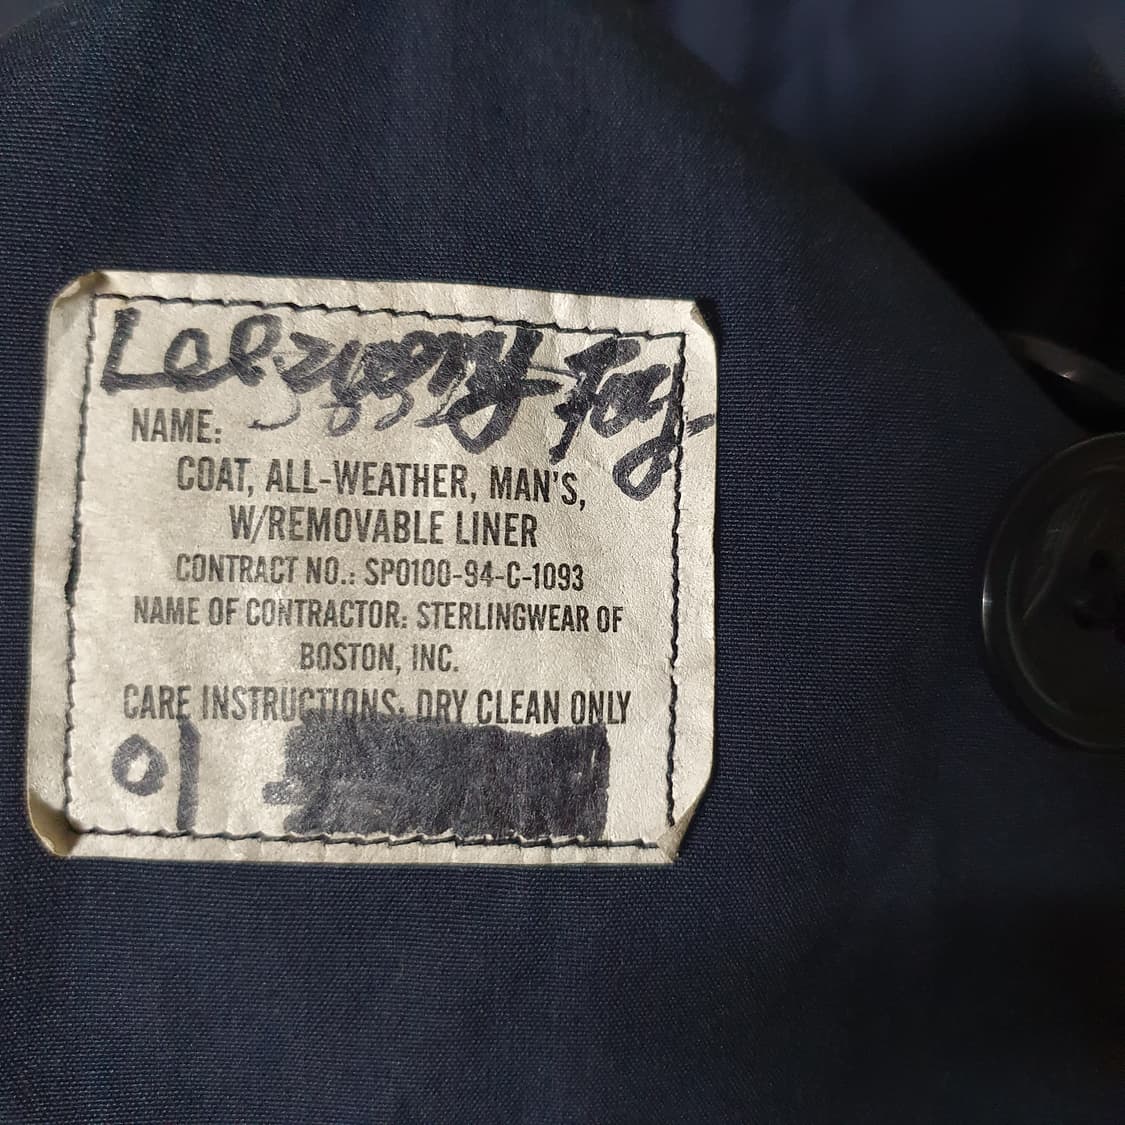 NAME:
COAT, ALL-WEATHER, MAN'S,
W/REMOVABLE LINER
CONTRACT NO.: SPO100-94-C-1093
NAME OF CONTRACTOR: STERLINGWEAR OF
BOSTON, INC.
CARE INSTRUCTIONS: DRY CLEAN ONLY
01